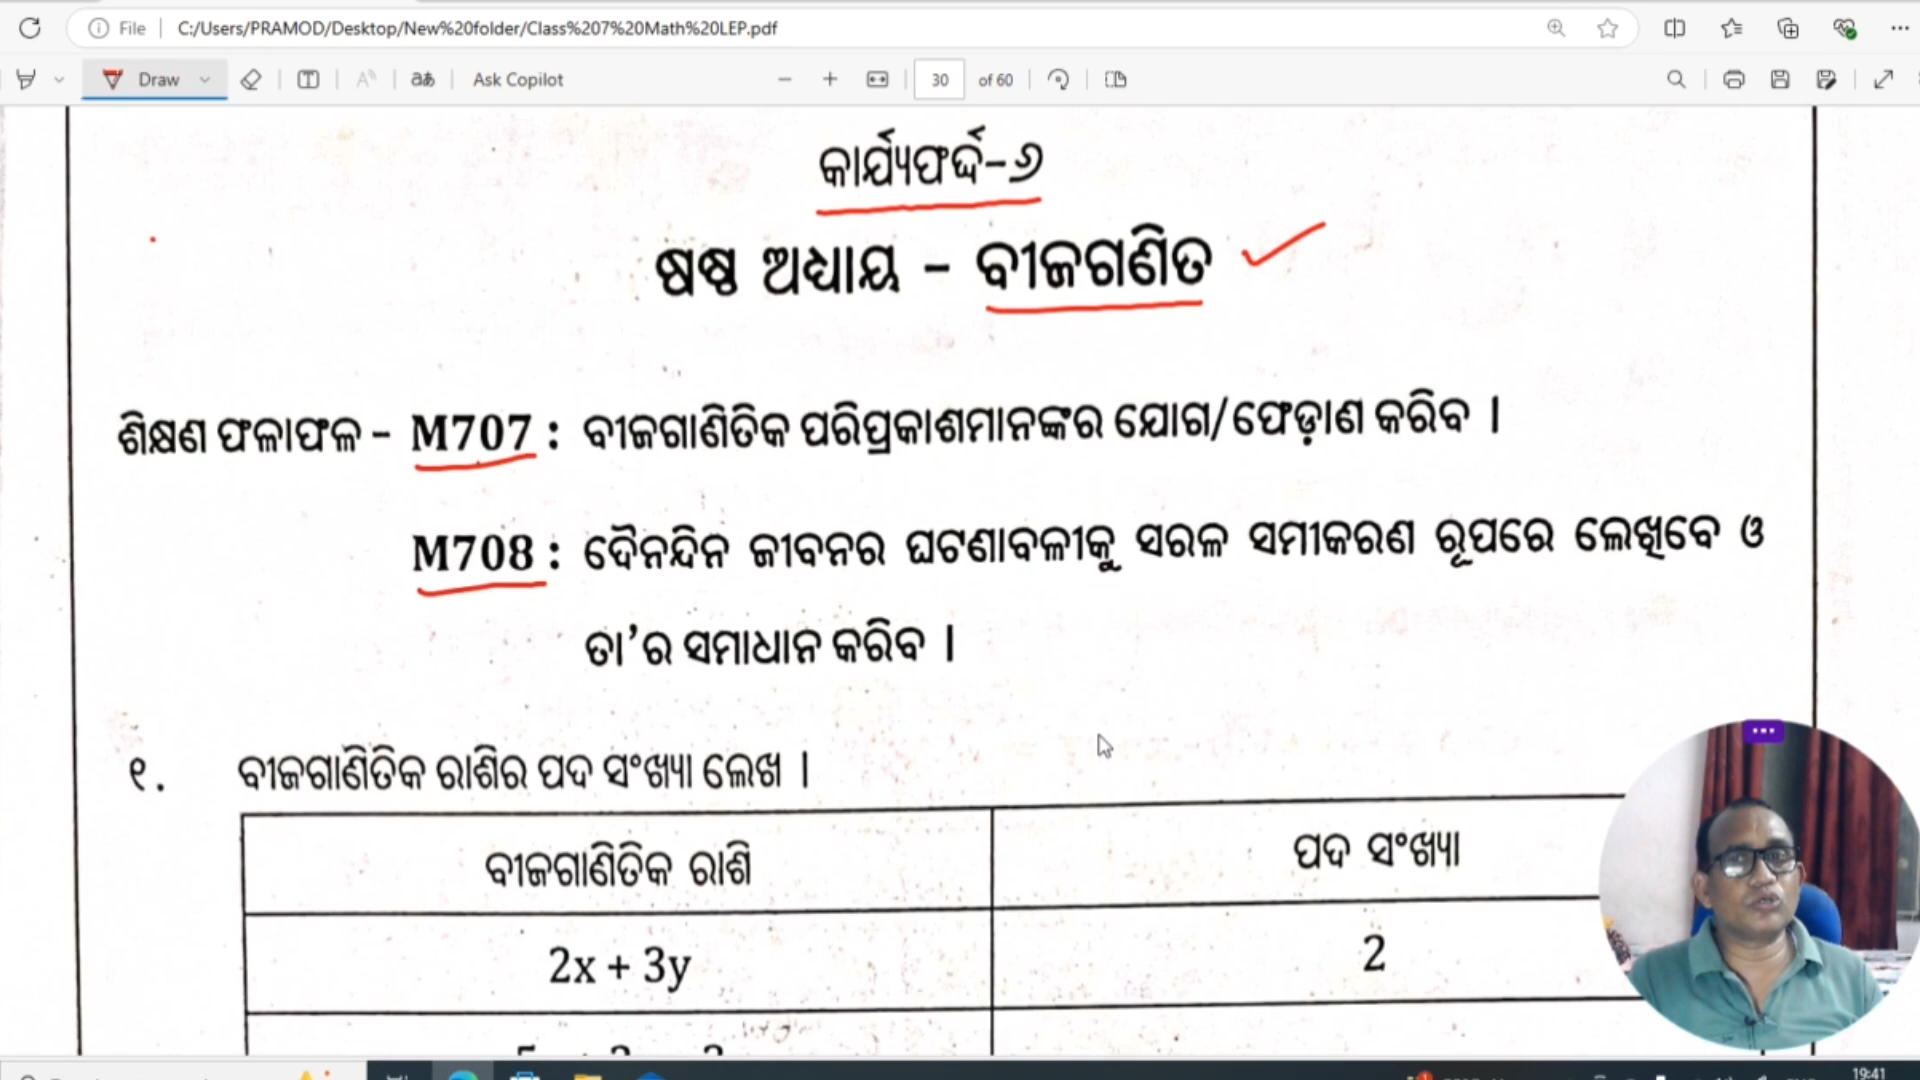 File C:/Users/PRAMOD/Desktop/New%20folder/Class%207%20Math%20LEP.pdf
Draw Ask Copilot 30 of 60
କାର୍ଯ୍ୟଫର୍ଦ୍ଦ-୬
ଷଷ୍ଠ ଅଧ୍ୟାୟ - ବୀଜଗଣିତ
ଶିକ୍ଷଣ ଫଳାଫଳ - M707 : ବୀଜଗାଣିତିକ ପରିପ୍ରକାଶମାନଙ୍କର ଯୋଗ/ଫେଡ଼ାଣ କରିବ ।
M708 : ଦୈନନ୍ଦିନ ଜୀବନର ଘଟଣାବଳୀକୁ ସରଳ ସମୀକରଣ ରୂପରେ ଲେଖିବେ ଓ
ତା'ର ସମାଧାନ କରିବ ।
୧. ବୀଜଗାଣିତିକ ରାଶିର ପଦ ସଂଖ୍ୟା ଲେଖ ।
ବୀଜଗାଣିତିକ ରାଶି ପଦ ସଂଖ୍ୟା
2x + 3y 2
19:41